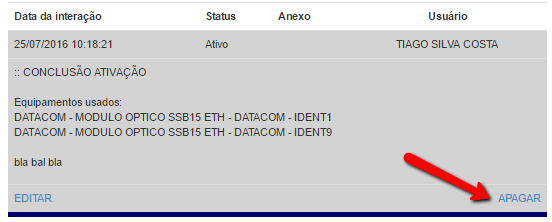 Data da interação Status Anexo Usuário
25/07/2016 10:18:21 Ativo TIAGO SILVA COSTA
:: CONCLUSÃO ATIVAÇÃO
Equipamentos usados:
DATACOM - MODULO OPTICO SSB15 ETH - DATACOM - IDENT1
DATACOM - MODULO OPTICO SSB15 ETH - DATACOM - IDENT9
bla bal bla
EDITAR APAGAR